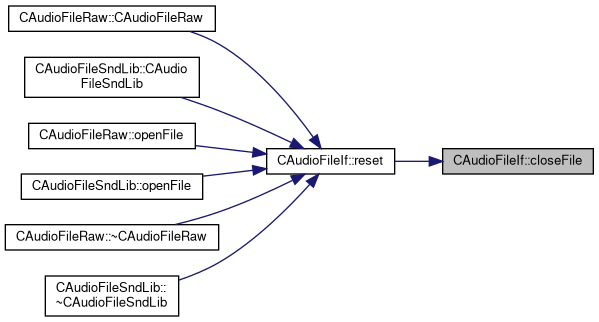 CAudioFileRaw::CAudioFileRaw
CAudioFileSndLib::CAudio
FileSndLib
CAudioFileRaw::openFile
CAudioFileSndLib::openFile
CAudioFileRaw::~CAudioFileRaw
CAudioFileSndLib::
~CAudioFileSndLib
CAudioFileIf::reset
CAudioFileIf::closeFile